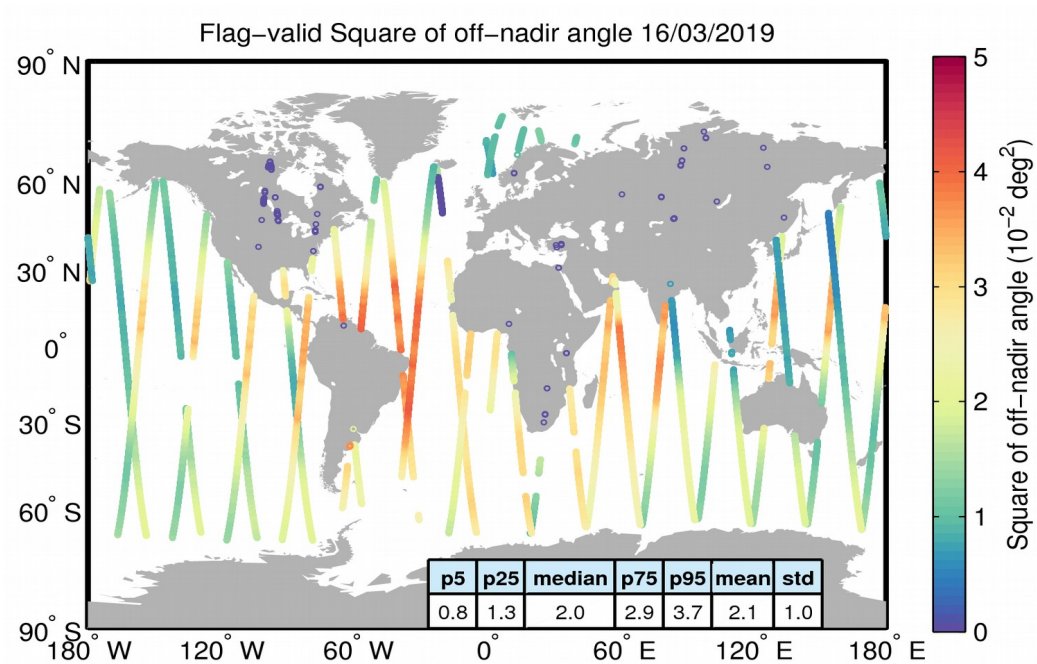 Flag−valid Square of off−nadir angle 16/03/2019
90° N
60° N
30° N
0°
30° S
60° S
90° S
180° W
120° W
60° W
0°
60° E
120° E
180° E
5
4
3
2
1
0
Square of off−nadir angle (10⁻² deg²)
p5 p25 median p75 p95 mean std
0.8 1.3 2.0 2.9 3.7 2.1 1.0